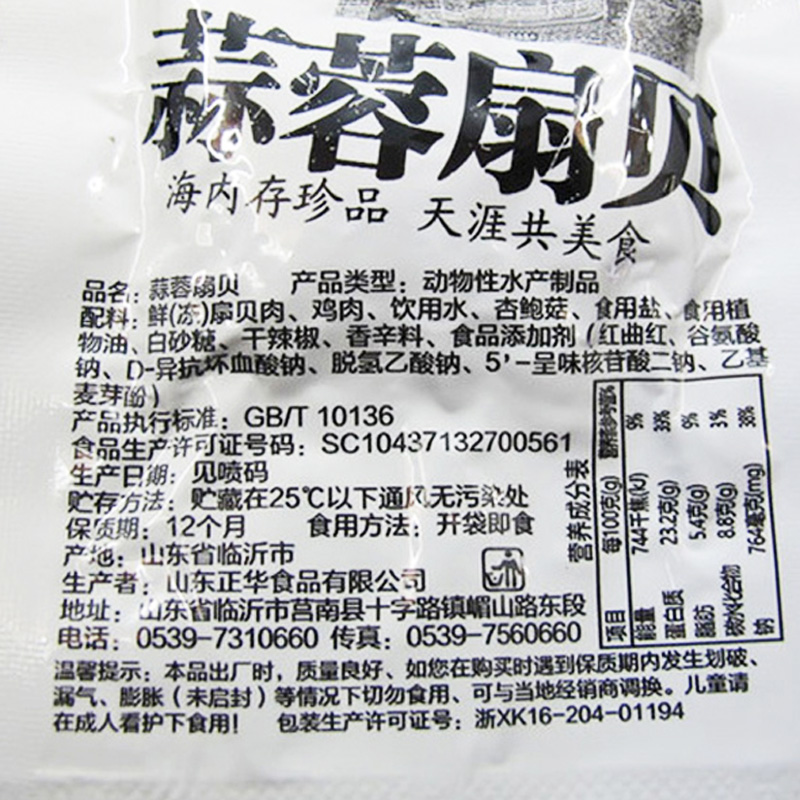 蒜蓉扇贝
海内存珍品 天涯共美食
品名：蒜蓉扇贝 产品类型：动物性水产制品
配料：鲜(冻)扇贝肉、鸡肉、饮用水、杏鲍菇、食用盐、食用植
物油、白砂糖、干辣椒、香辛料、食品添加剂（红曲红、谷氨酸
钠、D-异抗坏血酸钠、脱氢乙酸钠、5'-呈味核苷酸二钠、乙基
麦芽酚）
产品执行标准：GB/T 10136
食品生产许可证号码：SC10437132700561
生产日期：见喷码
贮存方法：贮藏在25℃以下通风无污染处
保质期：12个月 食用方法：开袋即食
产地：山东省临沂市
生产者：山东正华食品有限公司
地址：山东省临沂市莒南县十字路镇嵋山路东段
电话：0539-7310660 传真：0539-7560660
营养成分表
项目 每100克(g) 营养素参考值%
能量 744千焦(kJ) 9%
蛋白质 23.2克(g) 39%
脂肪 5.4克(g) 9%
碳水化合物 8.8克(g) 3%
钠 764毫克(mg) 38%
温馨提示：本品出厂时，质量良好、如您在购买时遇到保质期内发生划破、
漏气、膨胀（未启封）等情况下切勿食用、可与当地经销商调换。儿童请
在成人看护下食用！ 包装生产许可证号：浙XK16-204-01194